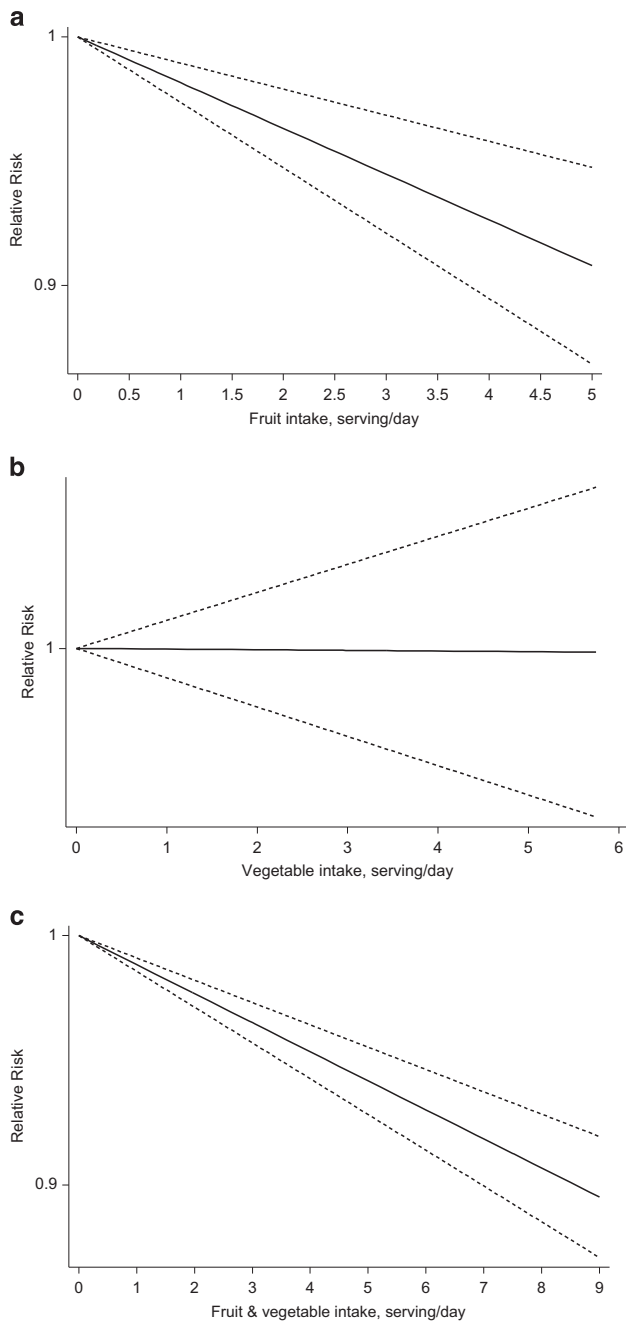 a
1
0.9
Relative Risk
0 0.5 1 1.5 2 2.5 3 3.5 4 4.5 5
Fruit intake, serving/day
b
1
Relative Risk
0 1 2 3 4 5 6
Vegetable intake, serving/day
c
1
0.9
Relative Risk
0 1 2 3 4 5 6 7 8 9
Fruit & vegetable intake, serving/day